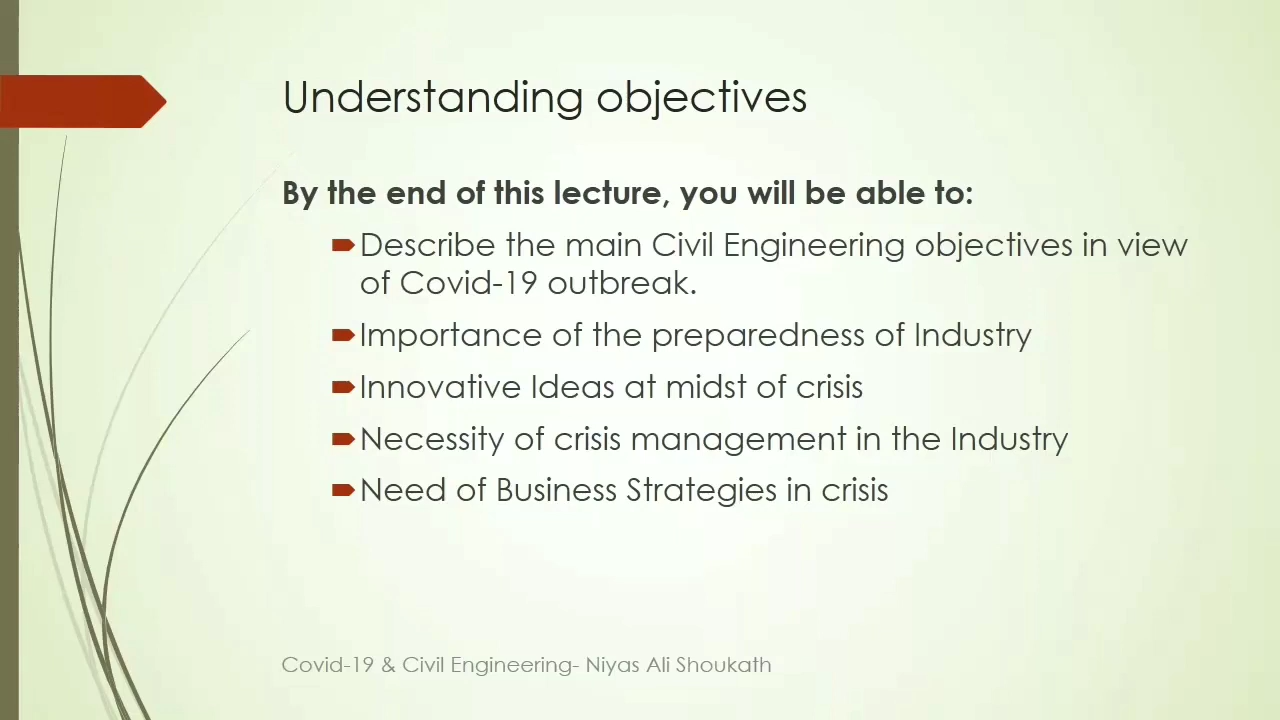 Understanding objectives
By the end of this lecture, you will be able to:
Describe the main Civil Engineering objectives in view
of Covid-19 outbreak.
Importance of the preparedness of Industry
Innovative Ideas at midst of crisis
Necessity of crisis management in the Industry
Need of Business Strategies in crisis
Covid-19 & Civil Engineering- Niyas Ali Shoukath